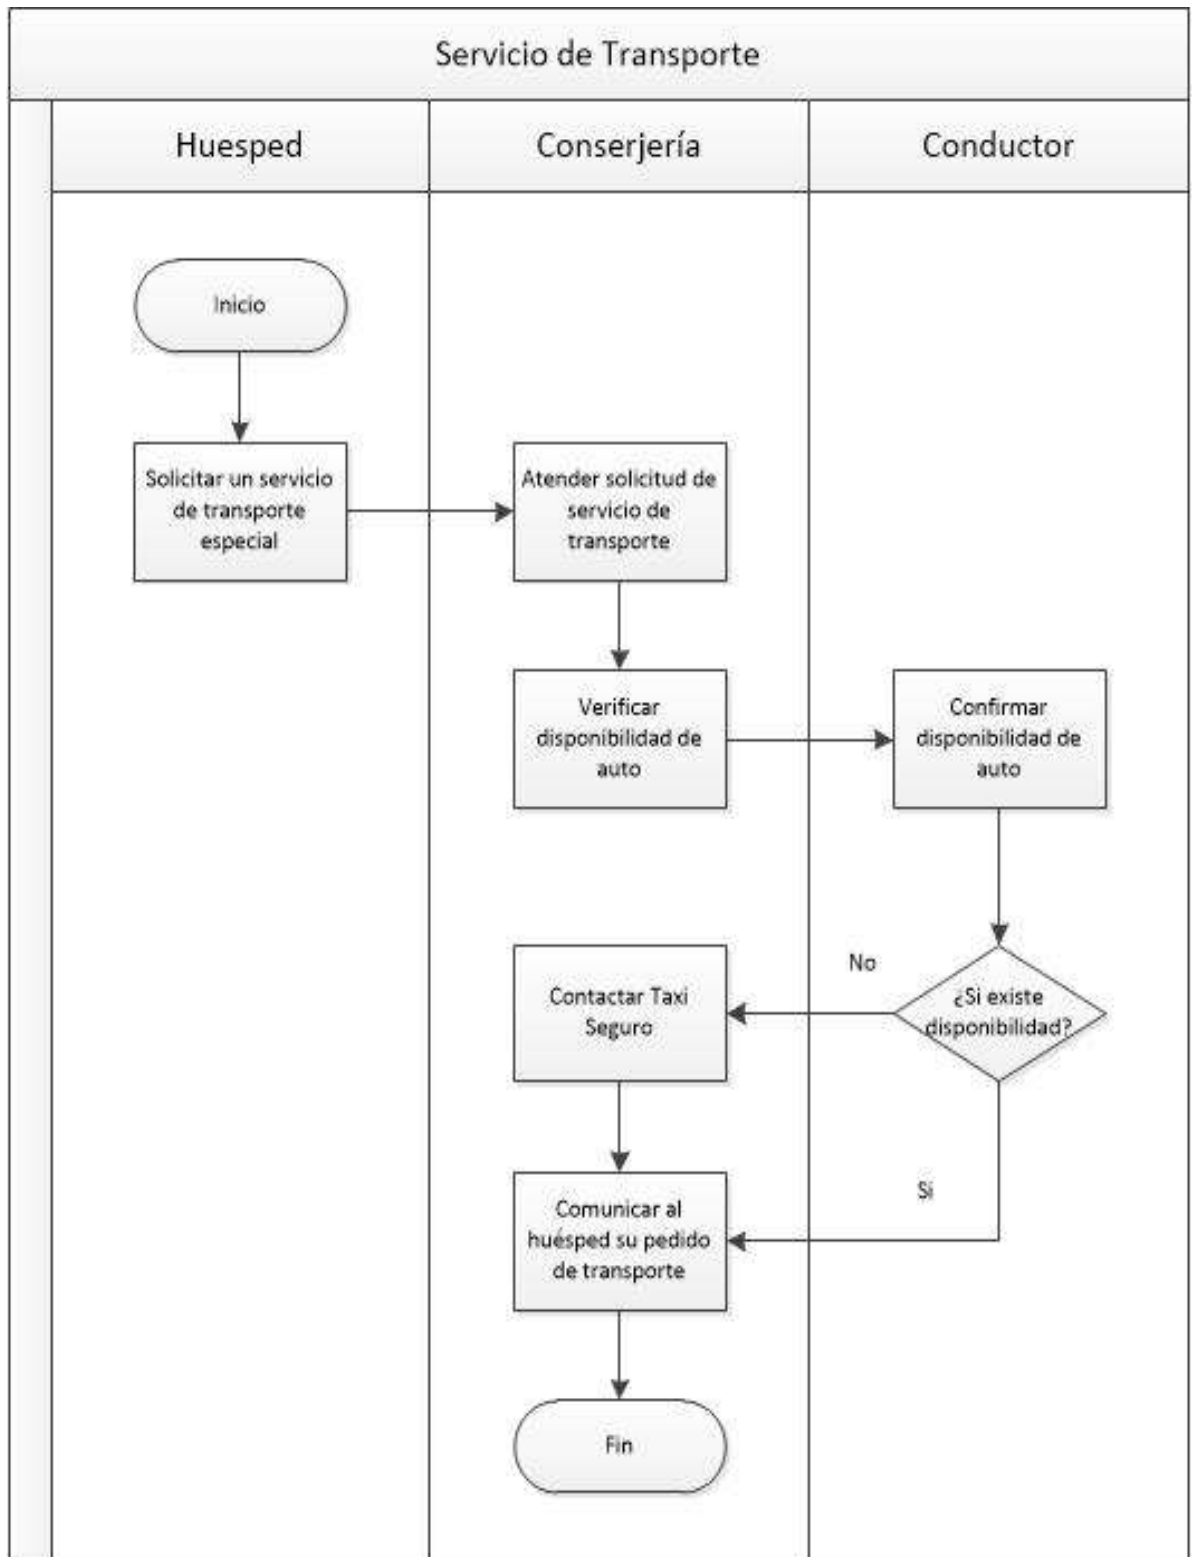 Servicio de Transporte
Huesped
Conserjería
Conductor
Inicio
Solicitar un servicio
de transporte
especial
Atender solicitud de
servicio de
transporte
Verificar
disponibilidad de
auto
Confirmar
disponibilidad de
auto
¿Si existe
disponibilidad?
No
Contactar Taxi
Seguro
Si
Comunicar al
huésped su pedido
de transporte
Fin